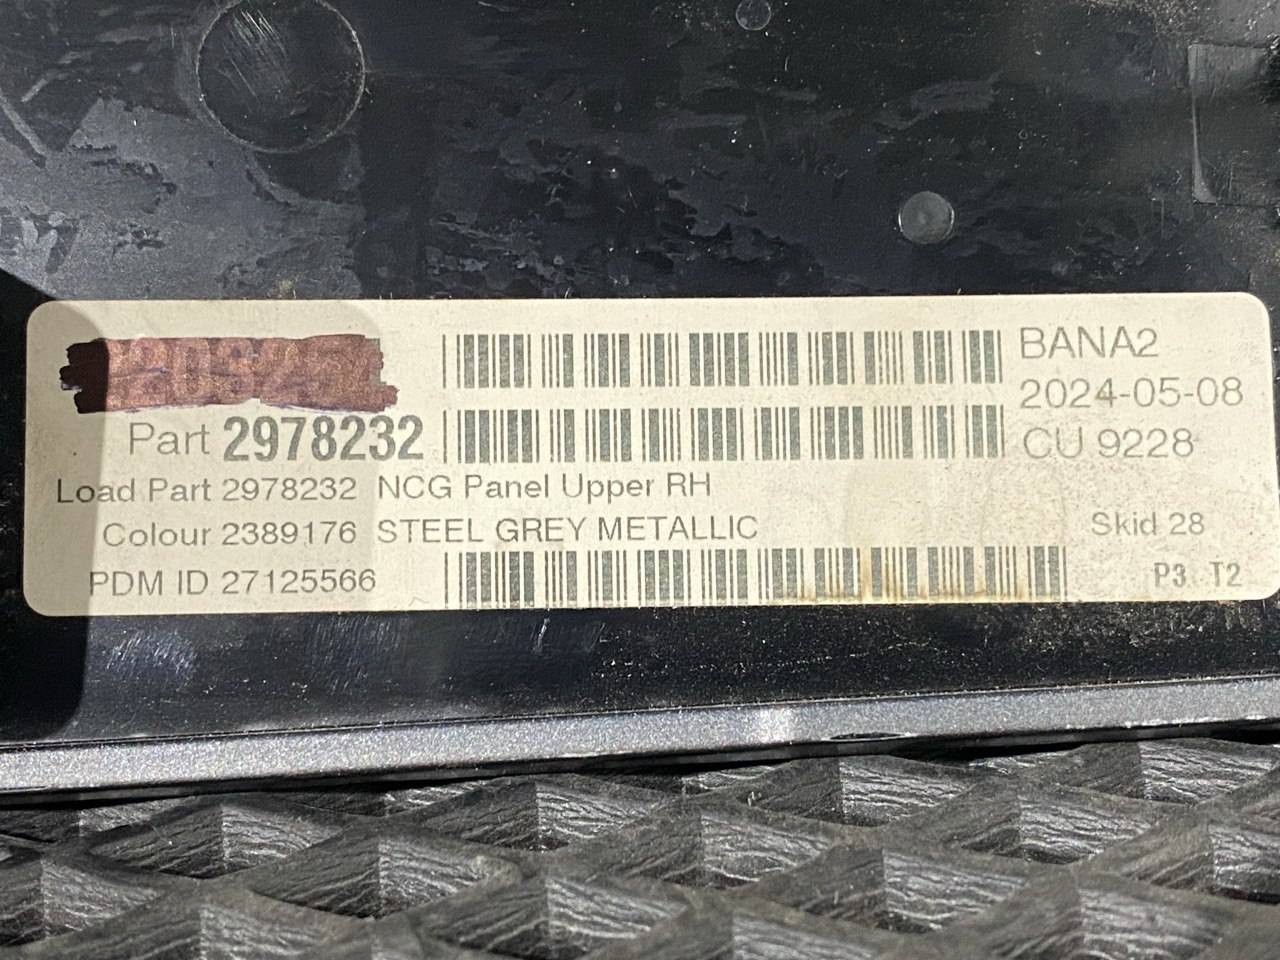 BANA2
2024-05-08
Part 2978232
CU 9228
Load Part 2978232 NCG Panel Upper RH
Colour 2389176 STEEL GREY METALLIC
Skid 28
PDM ID 27125566
P3 T2